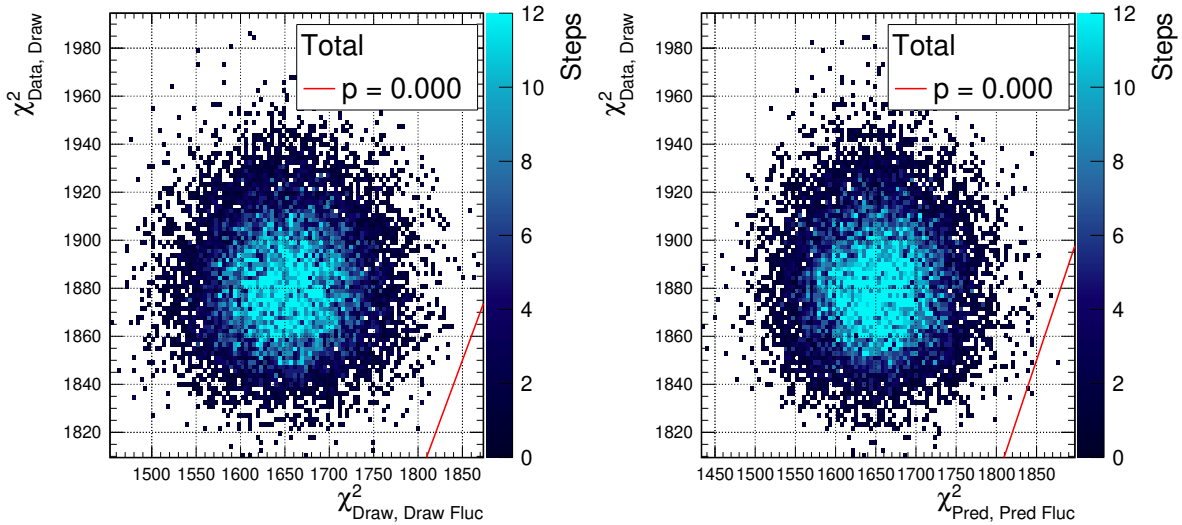 χ²Data, Draw
1980
1960
1940
1920
1900
1880
1860
1840
1820
1500 1550 1600 1650 1700 1750 1800 1850
χ²Draw, Draw Fluc
Total
p = 0.000
12
10
8
6
4
2
0
Steps
χ²Data, Draw
1980
1960
1940
1920
1900
1880
1860
1840
1820
1450 1500 1550 1600 1650 1700 1750 1800 1850
χ²Pred, Pred Fluc
Total
p = 0.000
12
10
8
6
4
2
0
Steps